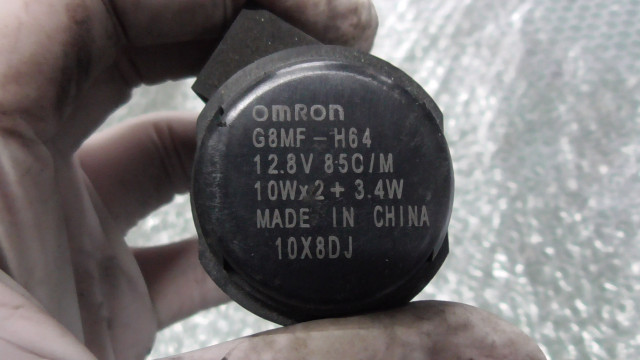 omRon
G8MF-H64
12.8V 85C/M
10Wx2+3.4W
MADE IN CHINA
10X8DJ